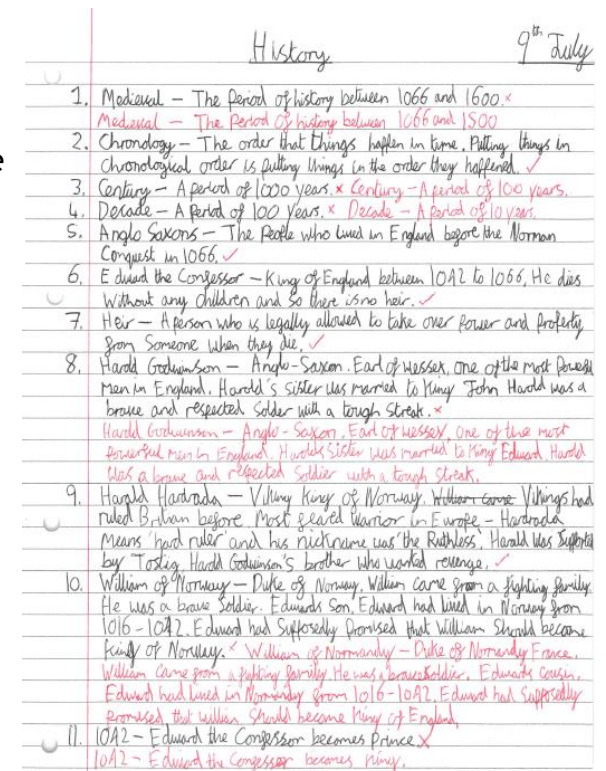 History 9th July
e
1. Medieval – The Period of history between 1066 and 1600. ×
Medieval – The Period of history between 1066 and 1500
2. Chronology – The order that things happen in time. Putting things in
chronological order is putting things in the order they happened. ✓
3. Century – A period of 1000 years. × Century – A period of 100 years.
4. Decade – A Period of 100 years. × Decade – A Period of 10 years.
5. Anglo Saxons – The People who lived in England before the Norman
Conquest in 1066. ✓
6. Edward the Confessor – King of England between 1042 to 1066, He dies
without any children and so there is no heir. ✓
7. Heir – A person who is legally allowed to take over power and property
from Someone when they die. ✓
8. Harold Godwinson – Anglo-Saxon. Earl of Wessex, one of the most powerful
men in England. Harold's sister was married to King John Harold was a
brave and respected Solder with a tough Streak. ×
Harold Godwinson – Anglo-Saxon. Earl of Wessex, one of the most
powerful men in England. Harolds Sister was married to King Edward. Harold
was a brave and respected Soldier with a tough Streak.
9. Harald Hardrada – Viking King of Norway. William came Vikings had
ruled Britian before. Most feared warrior in Europe – Hardrada
Means 'hard ruler' and his nickname was 'the Ruthless'. Harald was Supported
by Tostig, Harold Godwinson's brother who wanted revenge. ✓
10. William of Norway – Duke of Norway. William came from a fighting family.
He was a brave Soldier. Edwards Son. Edward had lived in Norway from
1016 – 1042. Edward had Supposedly Promised that William Should become
King of Norway. × William of Normandy – Duke of Normandy France.
William Came from a fighting family. He was a brave Soldier. Edwards Cousin.
Edward had lived in Normandy from 1016-1042. Edward had Supposedly
promised, that willian Should become King of England.
11. 1042 – Edward the Confessor becomes Prince ×
1042 – Edward the Confessor becomes King.